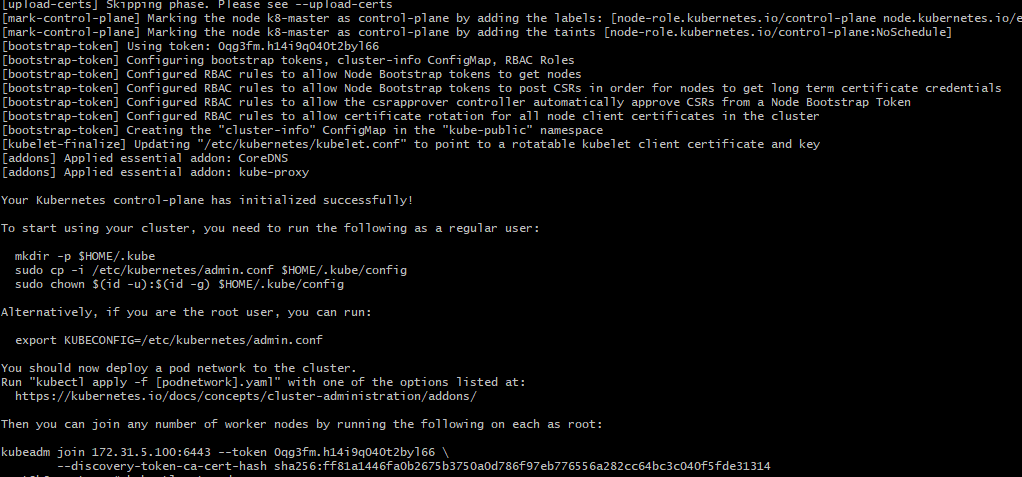 [upload-certs] Skipping phase. Please see --upload-certs
[mark-control-plane] Marking the node k8-master as control-plane by adding the labels: [node-role.kubernetes.io/control-plane node.kubernetes.io/e
[mark-control-plane] Marking the node k8-master as control-plane by adding the taints [node-role.kubernetes.io/control-plane:NoSchedule]
[bootstrap-token] Using token: 0qg3fm.h14i9q040t2byl66
[bootstrap-token] Configuring bootstrap tokens, cluster-info ConfigMap, RBAC Roles
[bootstrap-token] Configured RBAC rules to allow Node Bootstrap tokens to get nodes
[bootstrap-token] Configured RBAC rules to allow Node Bootstrap tokens to post CSRs in order for nodes to get long term certificate credentials
[bootstrap-token] Configured RBAC rules to allow the csrapprover controller automatically approve CSRs from a Node Bootstrap Token
[bootstrap-token] Configured RBAC rules to allow certificate rotation for all node client certificates in the cluster
[bootstrap-token] Creating the "cluster-info" ConfigMap in the "kube-public" namespace
[kubelet-finalize] Updating "/etc/kubernetes/kubelet.conf" to point to a rotatable kubelet client certificate and key
[addons] Applied essential addon: CoreDNS
[addons] Applied essential addon: kube-proxy
Your Kubernetes control-plane has initialized successfully!
To start using your cluster, you need to run the following as a regular user:
mkdir -p $HOME/.kube
sudo cp -i /etc/kubernetes/admin.conf $HOME/.kube/config
sudo chown $(id -u):$(id -g) $HOME/.kube/config
Alternatively, if you are the root user, you can run:
export KUBECONFIG=/etc/kubernetes/admin.conf
You should now deploy a pod network to the cluster.
Run "kubectl apply -f [podnetwork].yaml" with one of the options listed at:
https://kubernetes.io/docs/concepts/cluster-administration/addons/
Then you can join any number of worker nodes by running the following on each as root:
kubeadm join 172.31.5.100:6443 --token 0qg3fm.h14i9q040t2byl66 \
--discovery-token-ca-cert-hash sha256:ff81a1446fa0b2675b3750a0d786f97eb776556a282cc64bc3c040f5fde31314